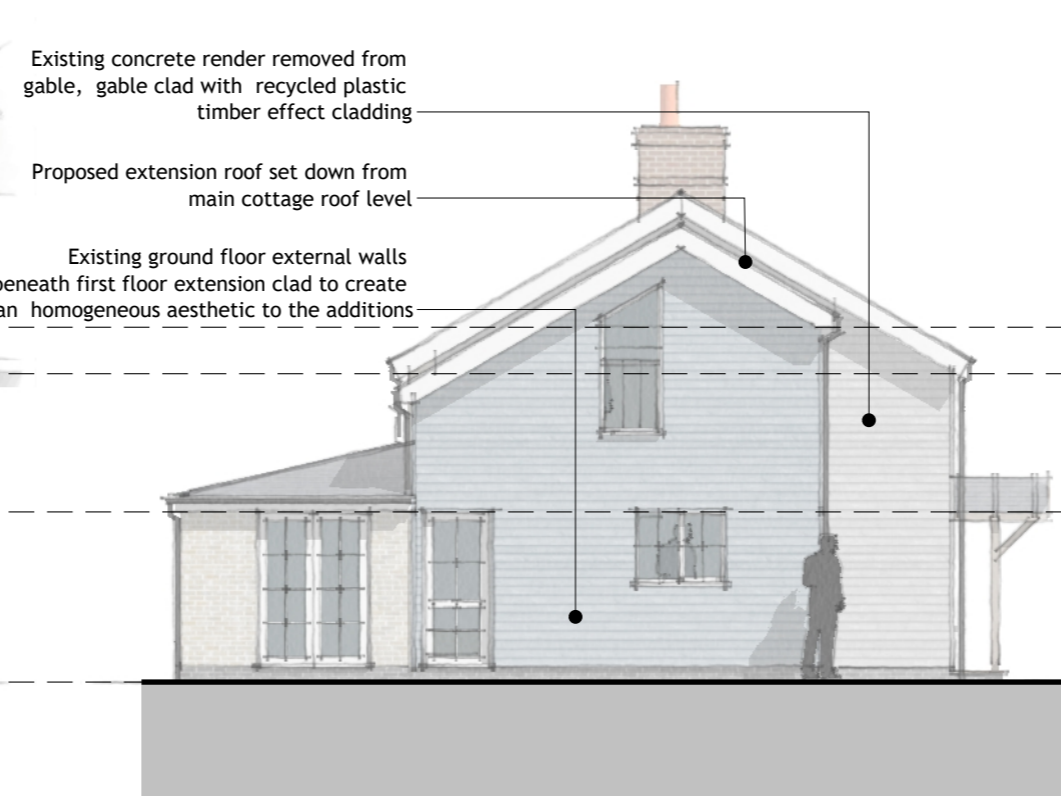 Existing concrete render removed from
gable, gable clad with recycled plastic
timber effect cladding
Proposed extension roof set down from
main cottage roof level
Existing ground floor external walls
beneath first floor extension clad to create
an homogeneous aesthetic to the additions